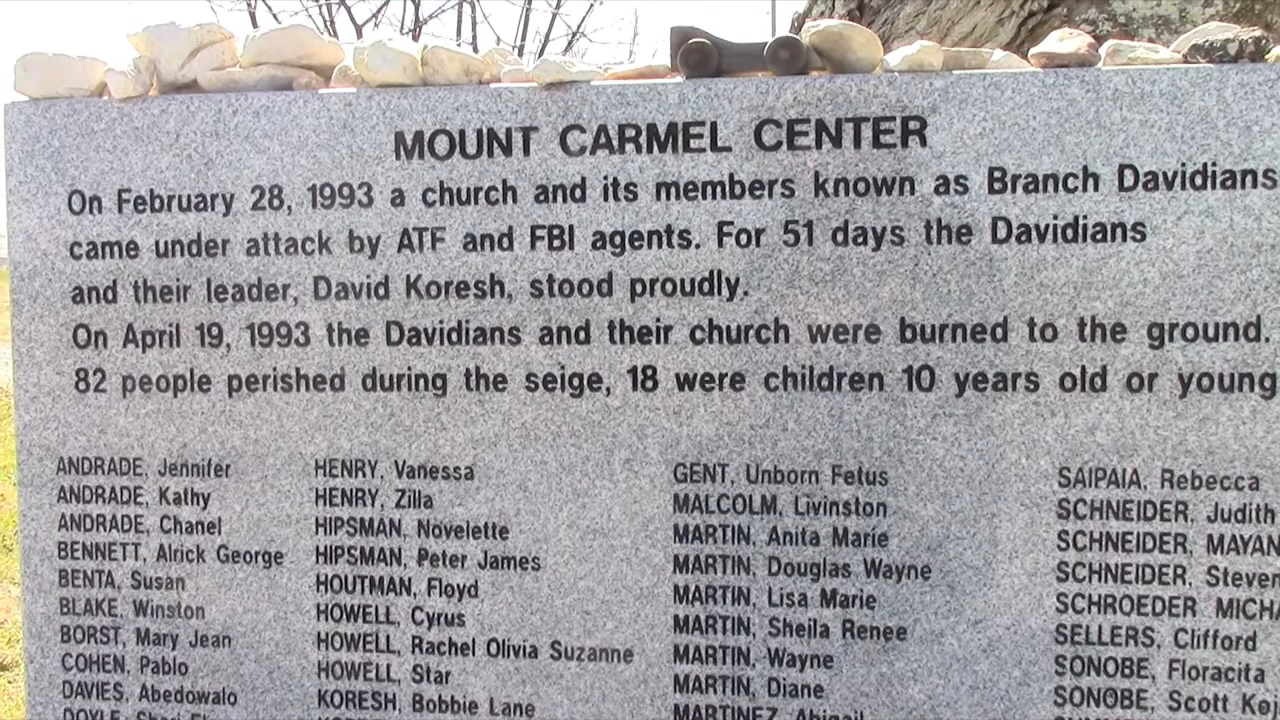 MOUNT CARMEL CENTER
On February 28, 1993 a church and its members known as Branch Davidians
came under attack by ATF and FBI agents. For 51 days the Davidians
and their leader, David Koresh, stood proudly.
On April 19, 1993 the Davidians and their church were burned to the ground.
82 people perished during the seige, 18 were children 10 years old or young
ANDRADE, Jennifer
ANDRADE, Kathy
ANDRADE, Chanel
BENNETT, Alrick George
BENTA, Susan
BLAKE, Winston
BORST, Mary Jean
COHEN, Pablo
DAVIES, Abedowalo
HENRY, Vanessa
HENRY, Zilla
HIPSMAN, Novelette
HIPSMAN, Peter James
HOUTMAN, Floyd
HOWELL, Cyrus
HOWELL, Rachel Olivia Suzanne
HOWELL, Star
KORESH, Bobbie Lane
GENT, Unborn Fetus
MALCOLM, Livinston
MARTIN, Anita Marie
MARTIN, Douglas Wayne
MARTIN, Lisa Marie
MARTIN, Sheila Renee
MARTIN, Wayne
MARTIN, Diane
MARTINEZ, Abigail
SAIPAIA, Rebecca
SCHNEIDER, Judith
SCHNEIDER, MAYAN
SCHNEIDER, Steven
SCHROEDER MICH
SELLERS, Clifford
SONOBE, Floracita
SONOBE, Scott Koj